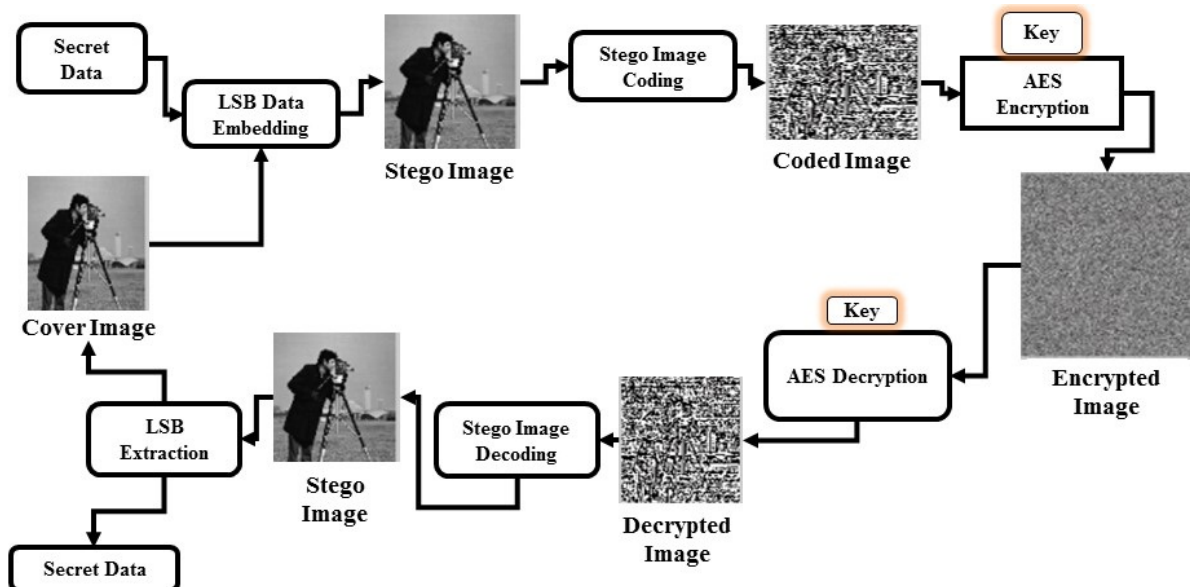 Secret
Data
LSB Data
Embedding
Stego Image
Stego Image
Coding
Coded Image
Key
AES
Encryption
Cover Image
Encrypted
Image
Key
AES Decryption
Decrypted
Image
Stego Image
Decoding
Stego
Image
LSB
Extraction
Secret Data